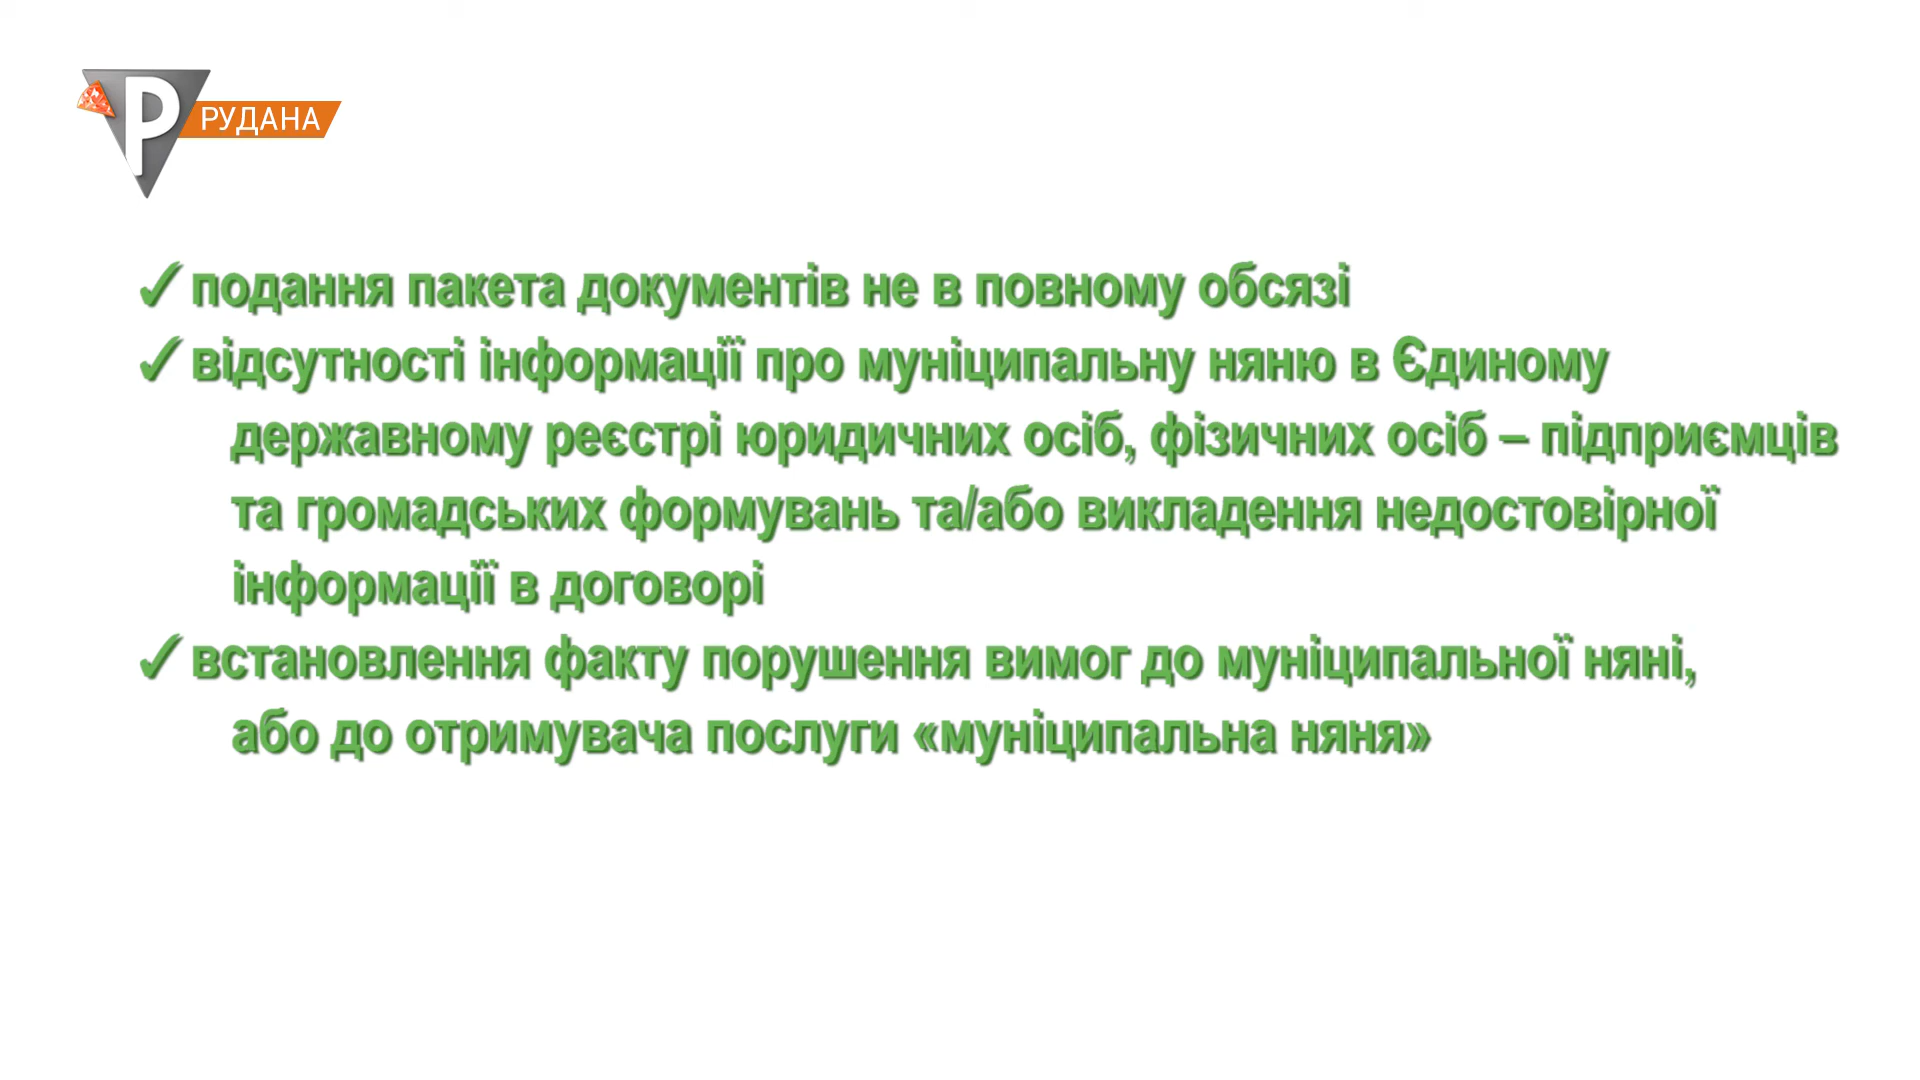 Р РУДАНА
✓ подання пакета документів не в повному обсязі
✓ відсутності інформації про муніципальну няню в Єдиному
державному реєстрі юридичних осіб, фізичних осіб – підприємців
та громадських формувань та/або викладення недостовірної
інформації в договорі
✓ встановлення факту порушення вимог до муніципальної няні,
або до отримувача послуги «муніципальна няня»